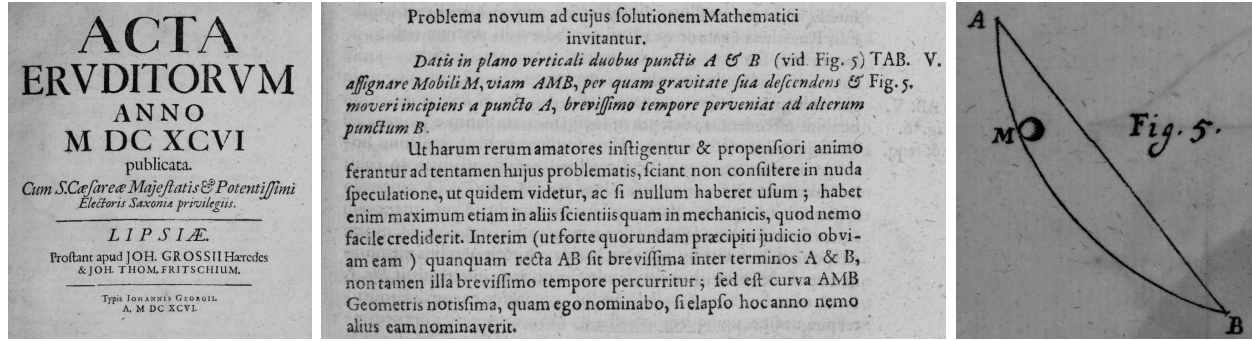 ACTA
ERVDITORVM
ANNO
M DC XCVI
publicata.
Cum S.Cæſareæ Majeſtatis & Potentiſſimi
Electoris Saxoniæ privilegiis.
LIPSIÆ.
Proſtant apud JOH. GROSSII Hæredes
& JOH. THOM. FRITSCHIUM.
Typis IOHANNIS GEORGII.
A. M DC XCVI.
Problema novum ad cujus ſolutionem Mathematici
invitantur.
Datis in plano verticali duobus punctis A & B (vid. Fig. 5) TAB. V.
aſſignare Mobili M, viam AMB, per quam gravitate ſua deſcendens & Fig. 5.
moveri incipiens a puncto A, breviſſimo tempore perveniat ad alterum
punctum B.
Ut harum rerum amatores inſtigentur & propenſiori animo
ferantur ad tentamen hujus problematis, ſciant non conſiſtere in nuda
ſpeculatione, ut quidem videtur, ac ſi nullum haberet uſum ; habet
enim maximum etiam in aliis ſcientiis quam in mechanicis, quod nemo
facile crediderit. Interim (ut forte quorundam præcipiti judicio obvi-
am eam ) quanquam recta AB ſit breviſſima inter terminos A & B,
non tamen illa breviſſimo tempore percurritur ; ſed eſt curva AMB
Geometris notiſſima, quam ego nominabo, ſi elapſo hoc anno nemo
alius eam nominaverit.
A
M
Fig. 5.
B